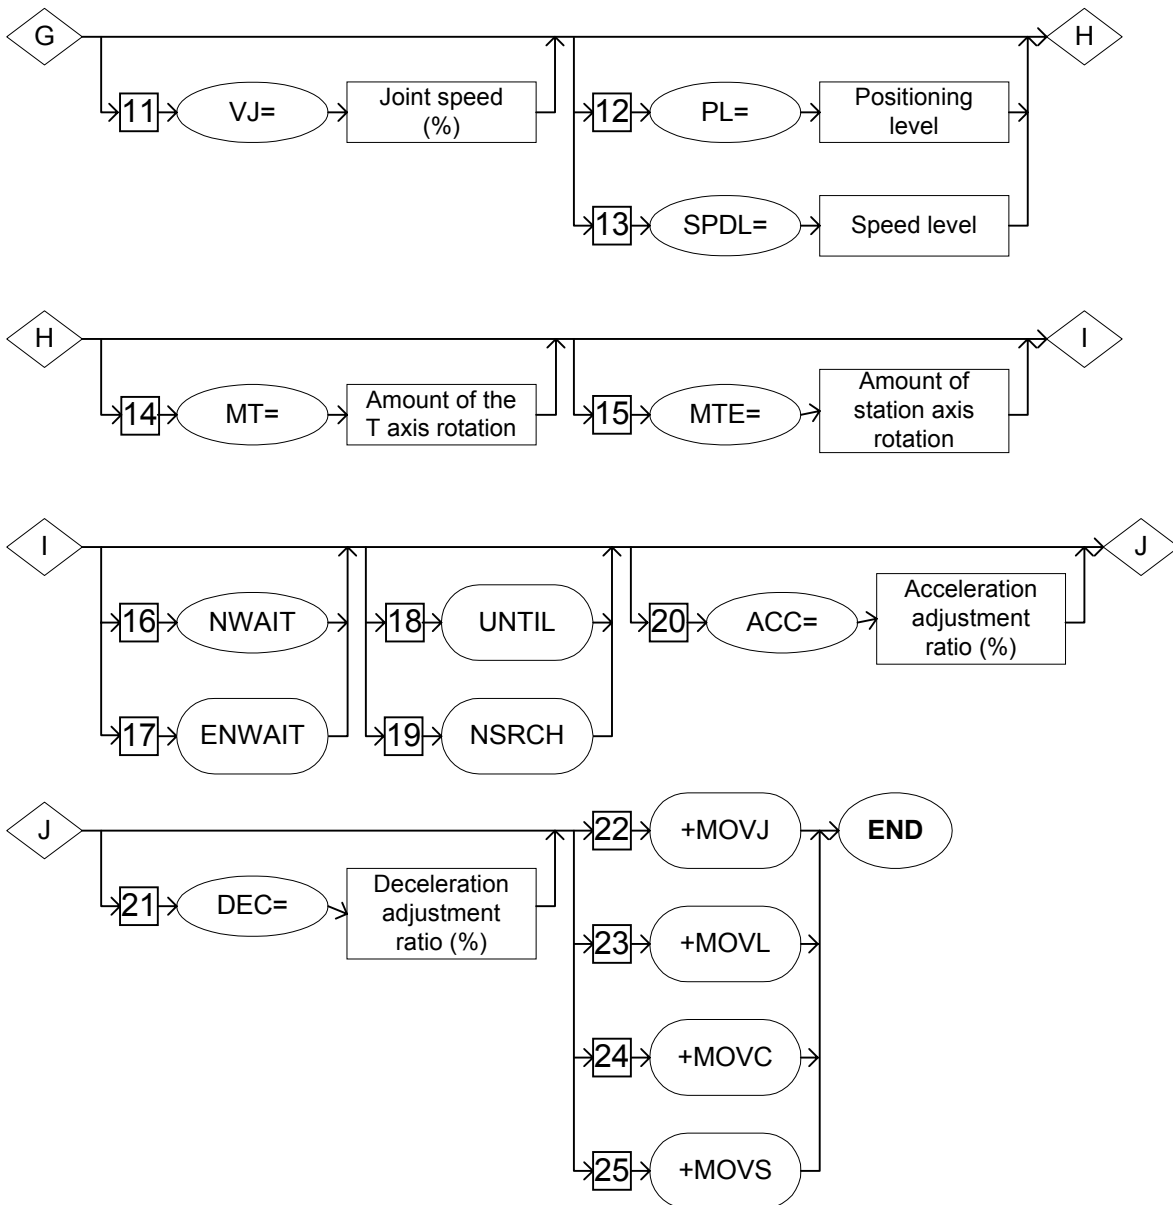 G
H
11
VJ=
Joint speed
(%)
12
PL=
Positioning
level
13
SPDL=
Speed level
H
I
14
MT=
Amount of the
T axis rotation
15
MTE=
Amount of
station axis
rotation
I
J
16
NWAIT
18
UNTIL
20
ACC=
Acceleration
adjustment
ratio (%)
17
ENWAIT
19
NSRCH
J
22
+MOVJ
END
21
DEC=
Deceleration
adjustment
ratio (%)
23
+MOVL
24
+MOVC
25
+MOVS